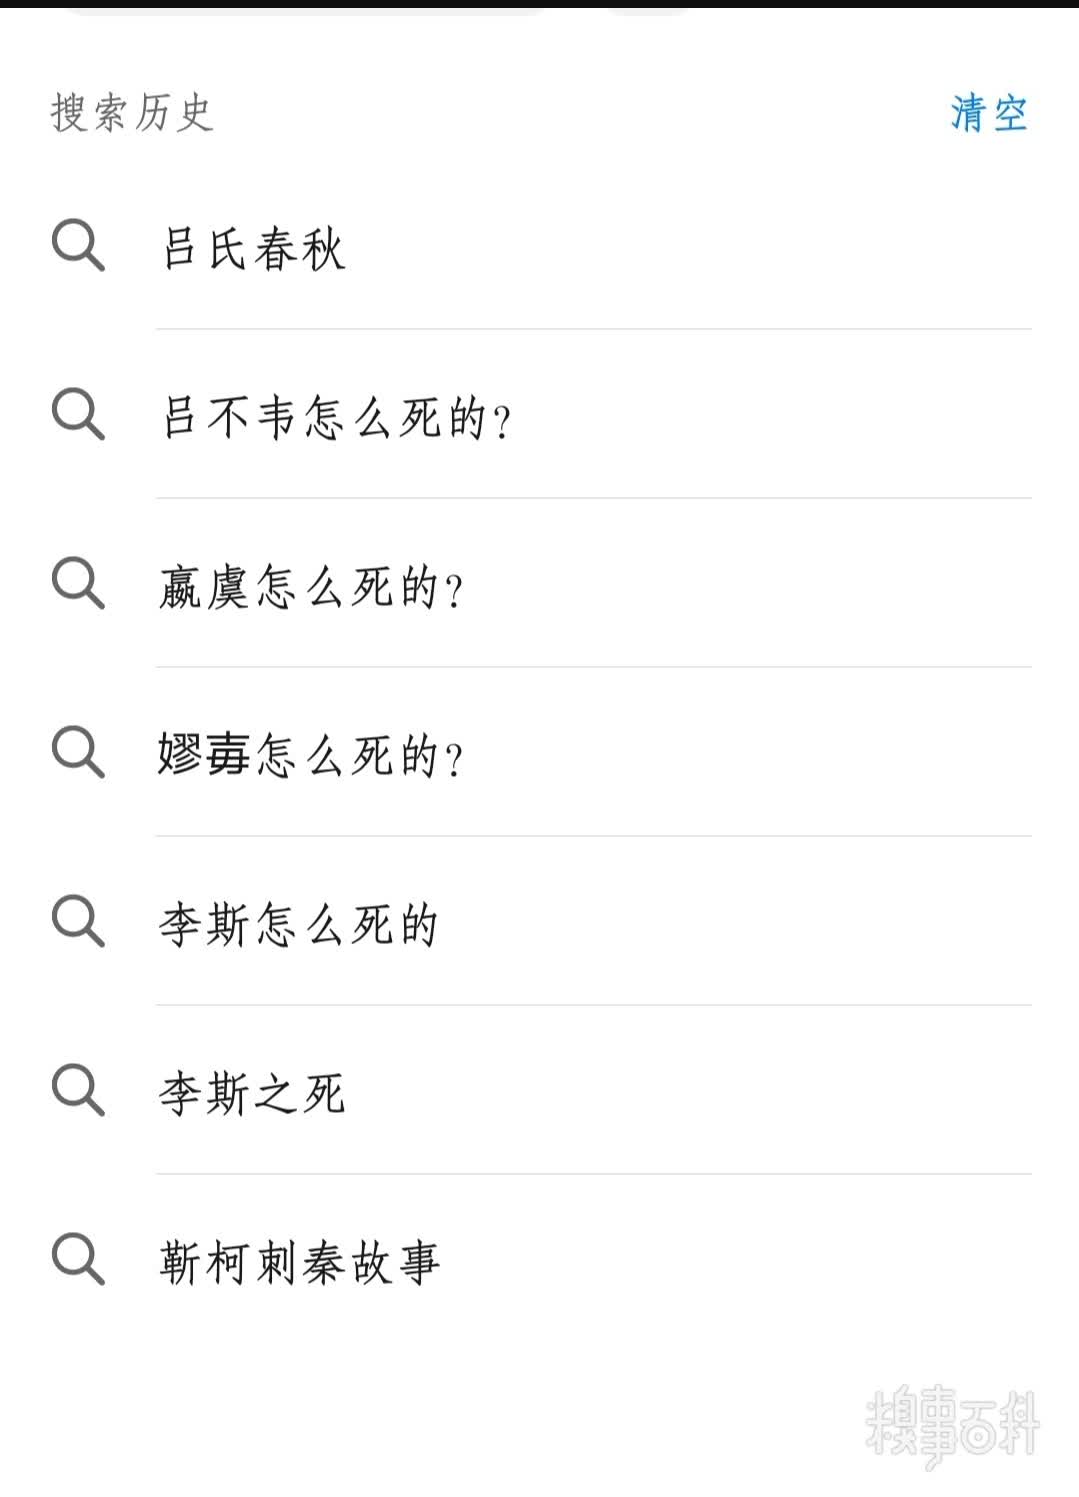 搜索历史
清空
吕氏春秋
吕不韦怎么死的?
嬴虞怎么死的?
嫪毐怎么死的?
李斯怎么死的
李斯之死
靳柯刺秦故事
糗事百科